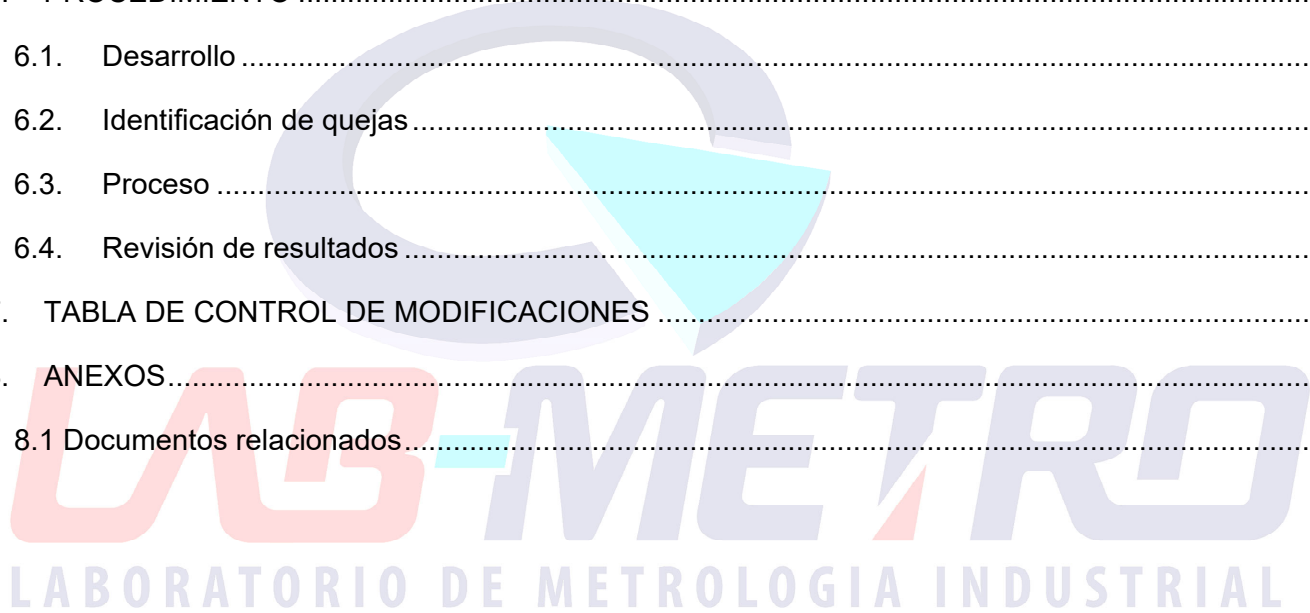 6.1. Desarrollo
6.2. Identificación de quejas
6.3. Proceso
6.4. Revisión de resultados
TABLA DE CONTROL DE MODIFICACIONES
ANEXOS
8.1 Documentos relacionados
LAB-METRO
LABORATORIO DE METROLOGIA INDUSTRIAL